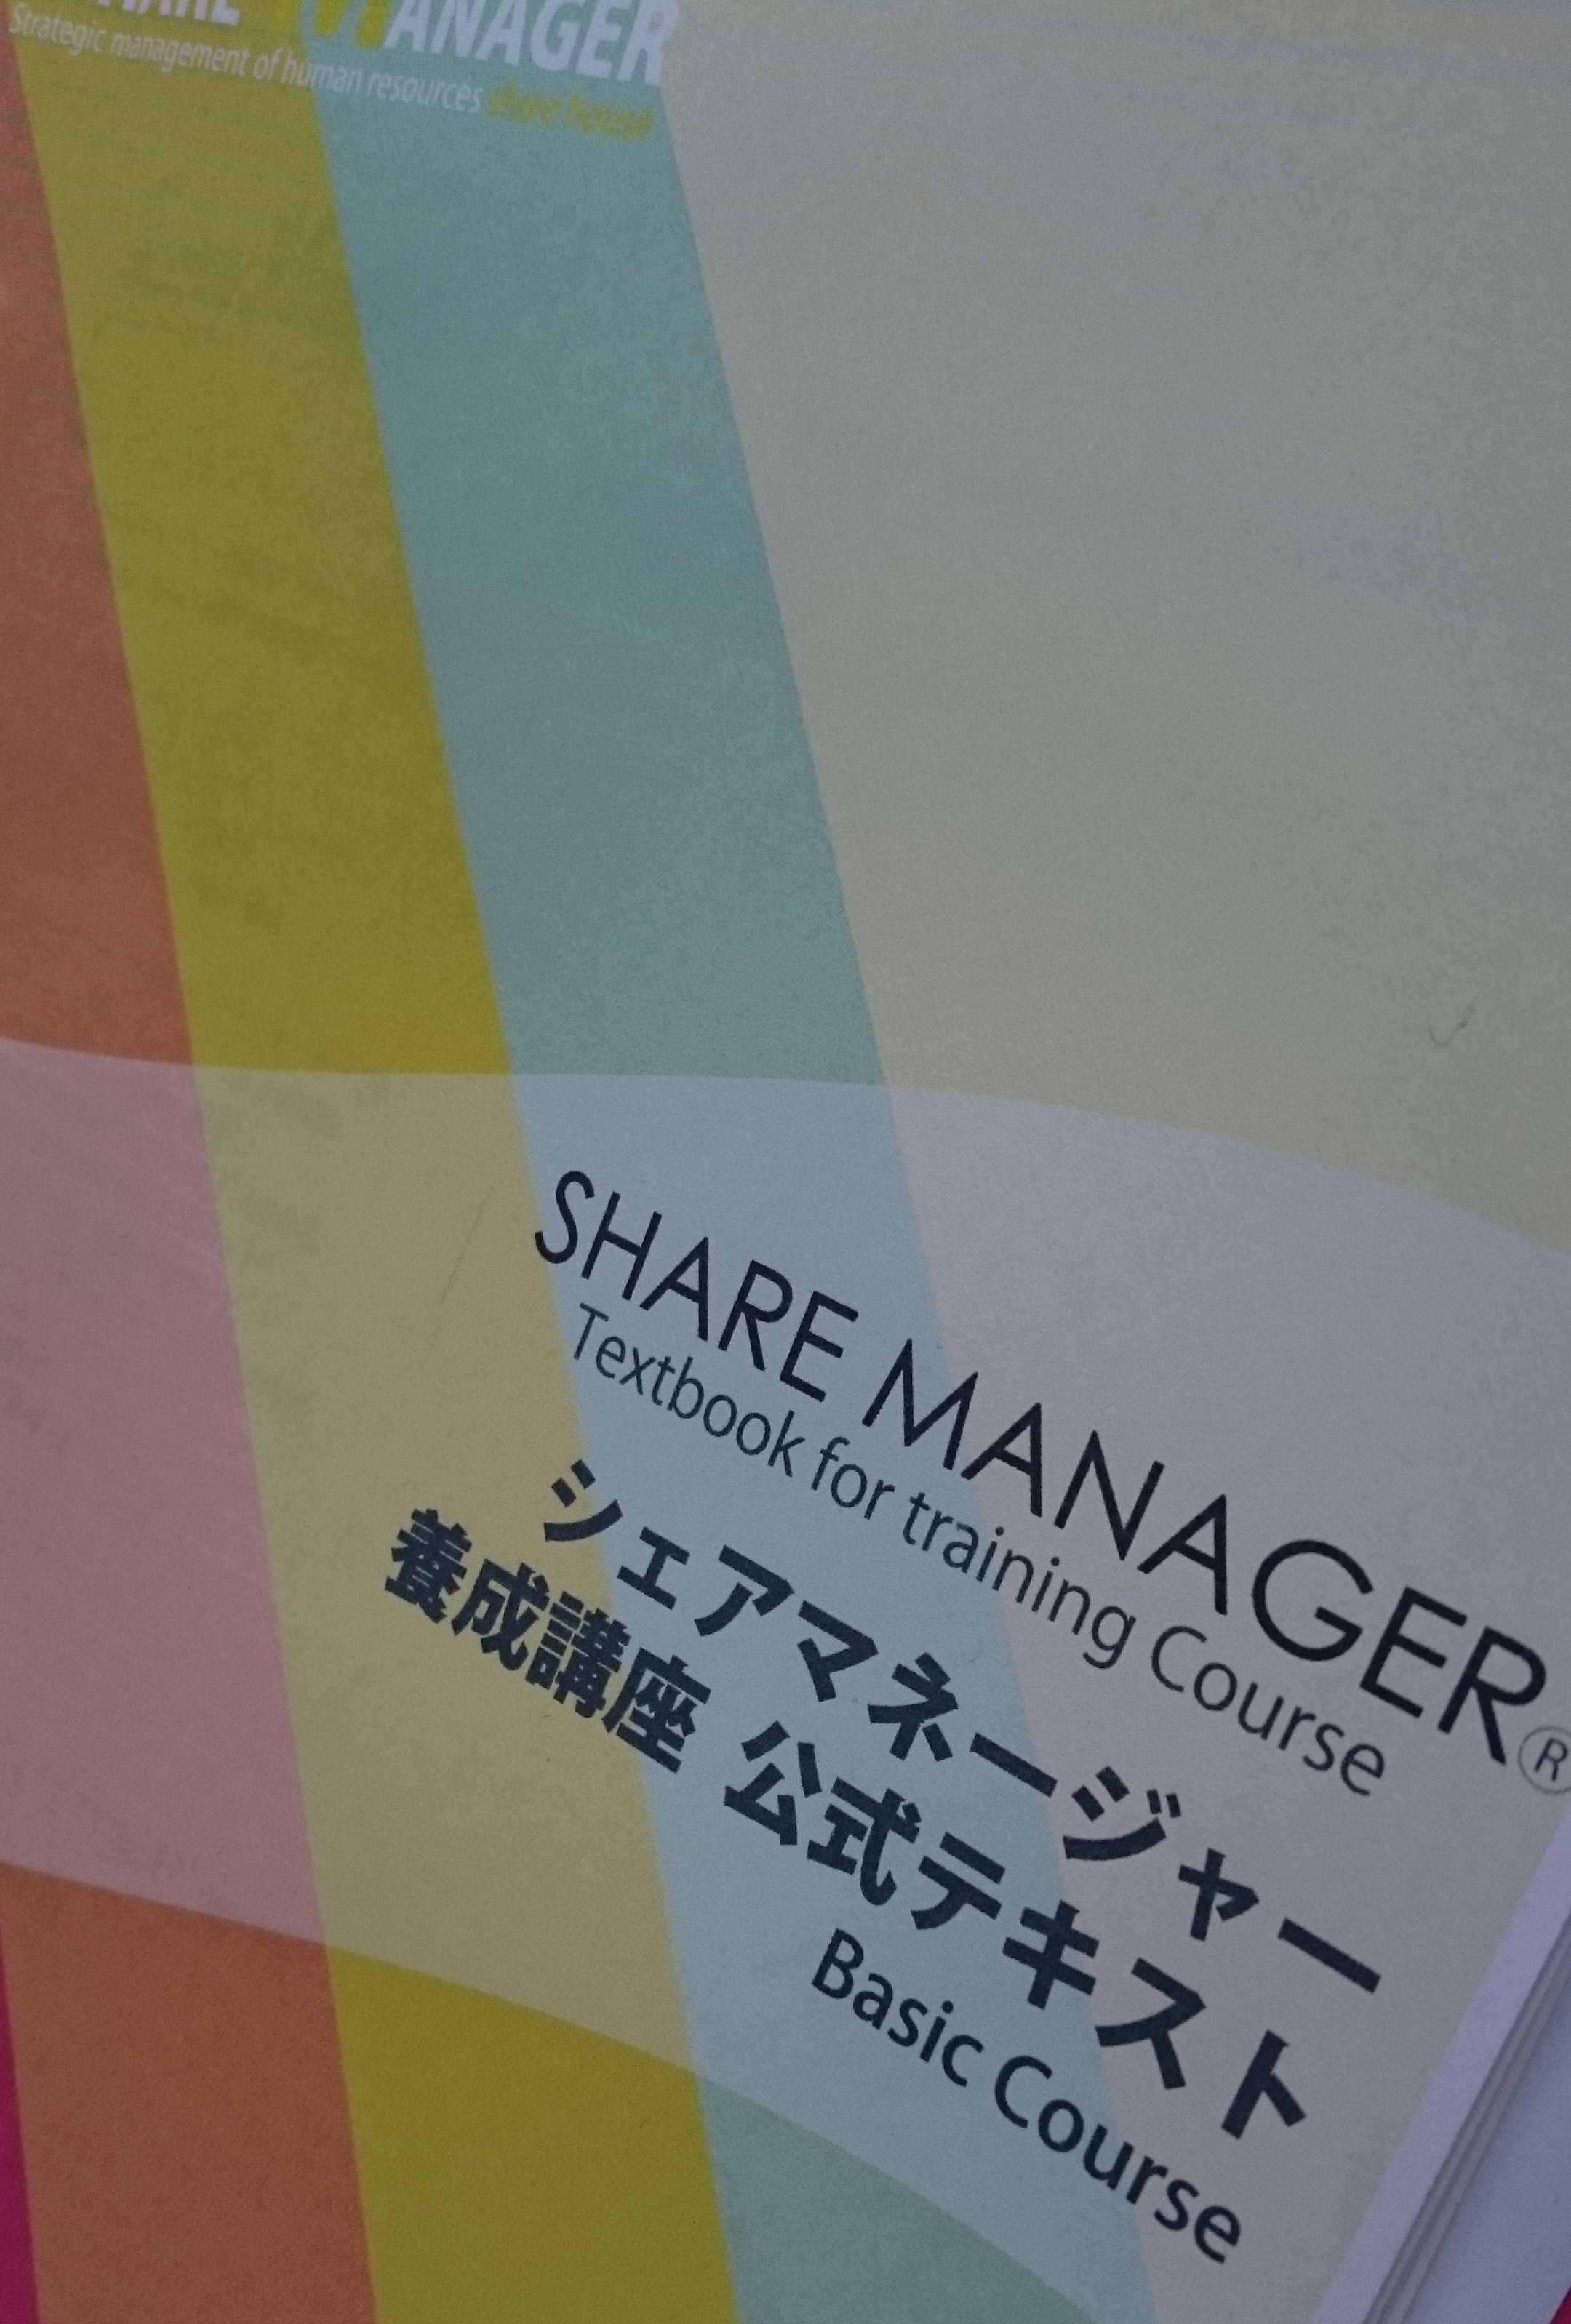 MANAGER
Strategic management of human resources share house
SHARE MANAGER®
Textbook for training Course
シェアマネージャー
養成講座 公式テキスト
Basic Course